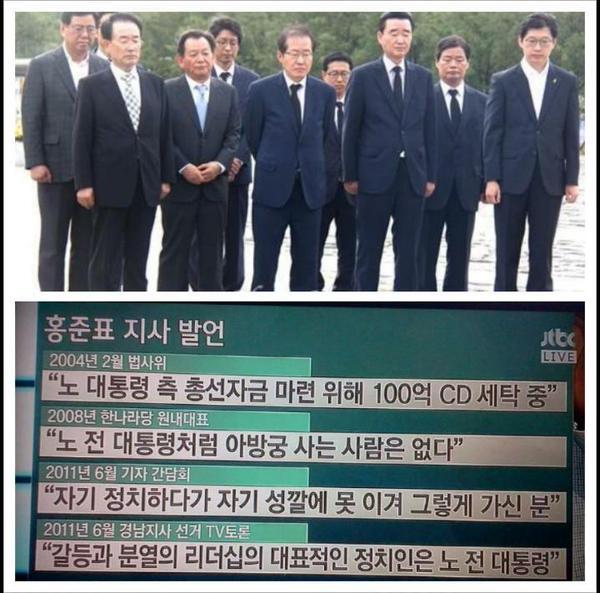 홍준표 지사 발언
jtbc
LIVE
2004년 2월 법사위
“노 대통령 측 총선자금 마련 위해 100억 CD 세탁 중”
2008년 한나라당 원내대표
“노 전 대통령처럼 아방궁 사는 사람은 없다”
2011년 6월 기자 간담회
“자기 정치하다가 자기 성깔에 못 이겨 그렇게 가신 분”
2011년 6월 경남지사 선거 TV토론
“갈등과 분열의 리더십의 대표적인 정치인은 노 전 대통령”